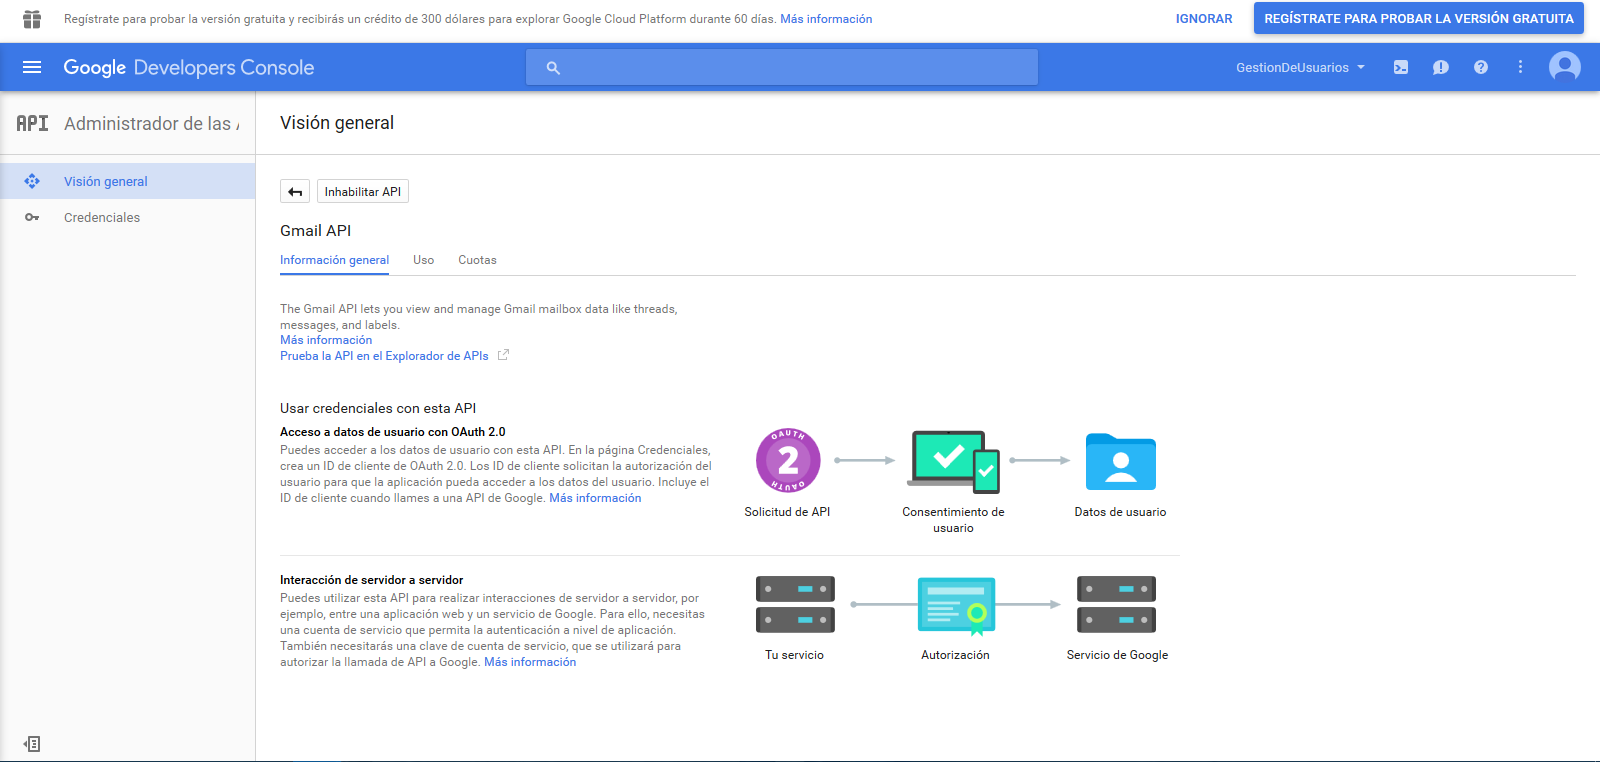 Regístrate para probar la versión gratuita y recibirás un crédito de 300 dólares para explorar Google Cloud Platform durante 60 días. Más información
IGNORAR
REGÍSTRATE PARA PROBAR LA VERSIÓN GRATUITA
Google Developers Console
GestionDeUsuarios
API Administrador de las A
Visión general
Visión general
Credenciales
Inhabilitar API
Gmail API
Información general
Uso
Cuotas
The Gmail API lets you view and manage Gmail mailbox data like threads,
messages, and labels.
Más información
Prueba la API en el Explorador de APIs
Usar credenciales con esta API
Acceso a datos de usuario con OAuth 2.0
Puedes acceder a los datos de usuario con esta API. En la página Credenciales,
crea un ID de cliente de OAuth 2.0. Los ID de cliente solicitan la autorización del
usuario para que la aplicación pueda acceder a los datos del usuario. Incluye el
ID de cliente cuando llames a una API de Google. Más información
OAUTH
2
OAUTH
Solicitud de API
Consentimiento de
usuario
Datos de usuario
Interacción de servidor a servidor
Puedes utilizar esta API para realizar interacciones de servidor a servidor, por
ejemplo, entre una aplicación web y un servicio de Google. Para ello, necesitas
una cuenta de servicio que permita la autenticación a nivel de aplicación.
También necesitarás una clave de cuenta de servicio, que se utilizará para
autorizar la llamada de API a Google. Más información
Tu servicio
Autorización
Servicio de Google